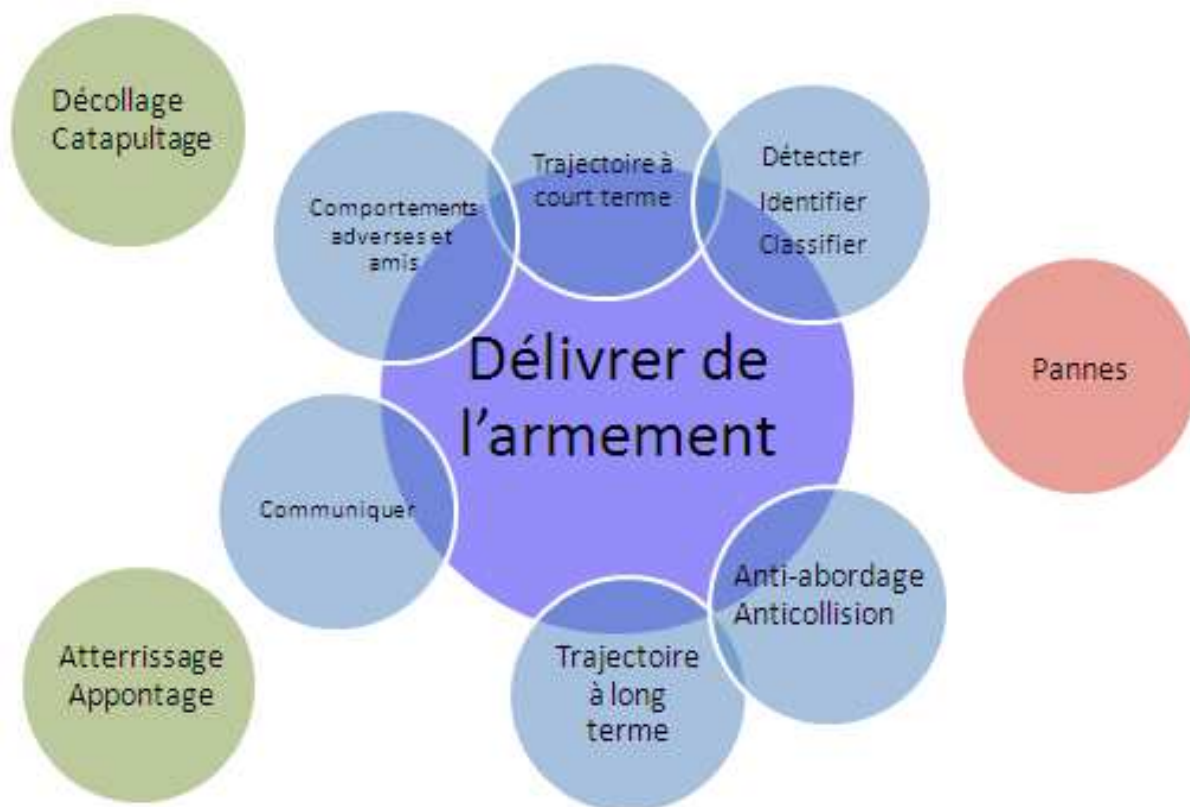 Décollage
Catapultage
Trajectoire à
court terme
Détecter
Identifier
Classifier
Comportements
adverses et
amis
Délivrer de
l’armement
Pannes
Communiquer
Anti-abordage
Anticollision
Atterrissage
Appontage
Trajectoire
à long
terme